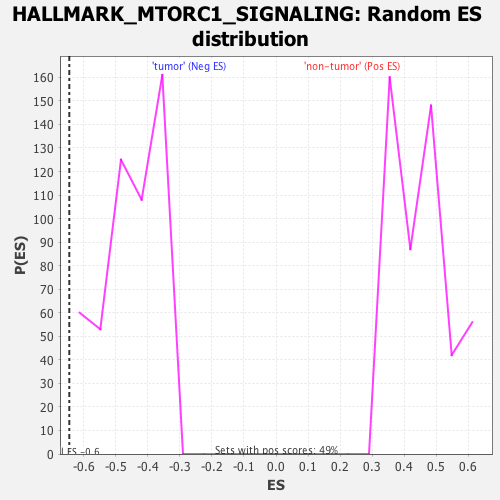 HALLMARK_MTORC1_SIGNALING: Random ES
distribution
'tumor' (Neg ES)
'non-tumor' (Pos ES)
160
150
140
130
120
110
100
90
80
70
60
50
40
30
20
10
0
P(ES)
ES -0.6
Sets with pos scores: 49%
-0.6 -0.5 -0.4 -0.3 -0.2 -0.1 0.0 0.1 0.2 0.3 0.4 0.5 0.6
ES